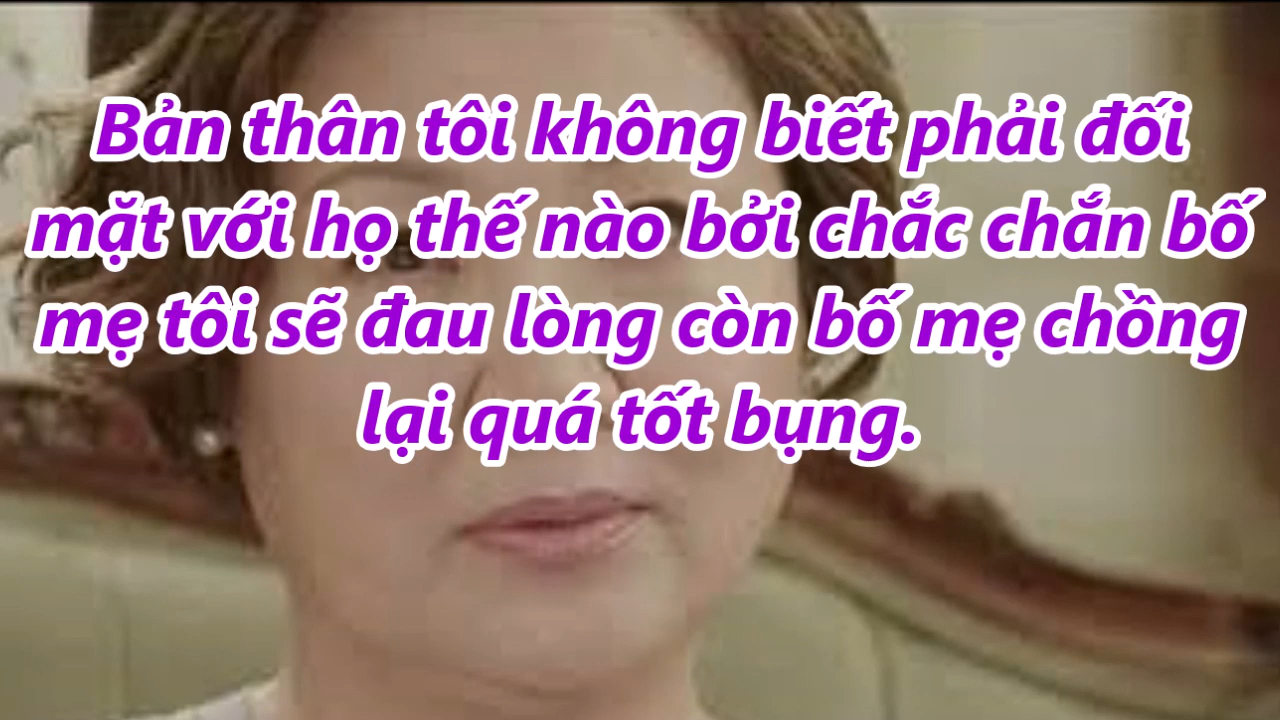 Bản thân tôi không biết phải đối
mặt với họ thế nào bởi chắc chắn bố
mẹ tôi sẽ đau lòng còn bố mẹ chồng
lại quá tốt bụng.